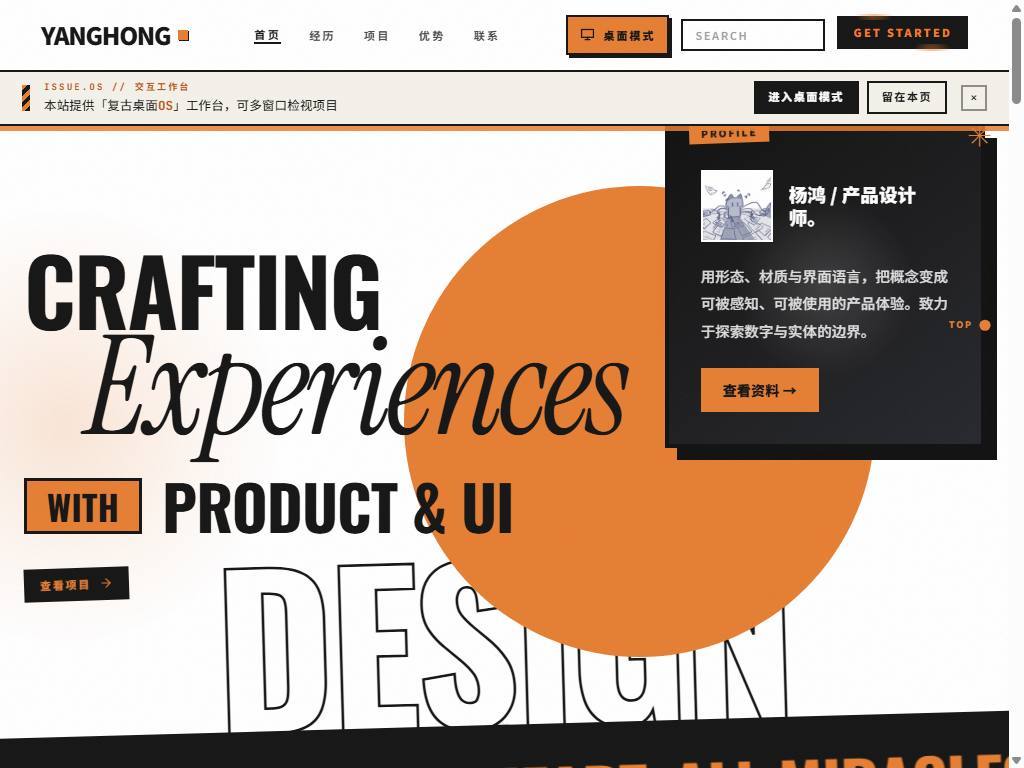 YANGHONG
首页 经历 项目 优势 联系
桌面模式
SEARCH
GET STARTED
ISSUE.OS // 交互工作台
本站提供「复古桌面OS」工作台，可多窗口检视项目
进入桌面模式
留在本页
×
PROFILE
杨鸿 / 产品设计
师。
用形态、材质与界面语言，把概念变成
可被感知、可被使用的产品体验。致力
于探索数字与实体的边界。
TOP
查看资料 →
CRAFTING
Experiences
WITH PRODUCT & UI
查看项目 →
DESIGN
ALL MIRACLES